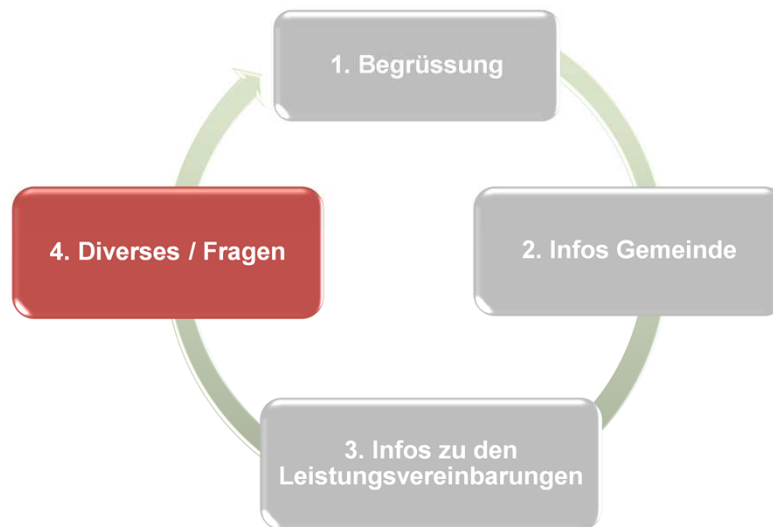 1. Begrüssung
2. Infos Gemeinde
3. Infos zu den
Leistungsvereinbarungen
4. Diverses / Fragen